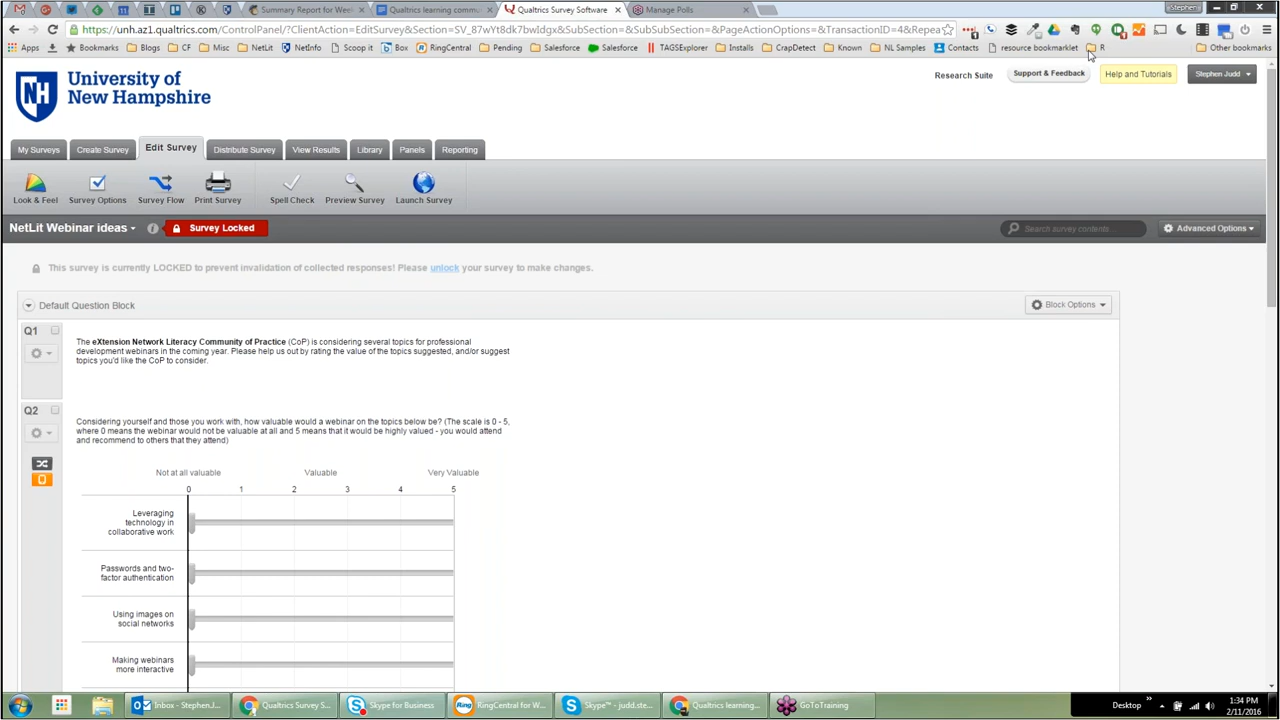 Stephen
Summary Report for Wee
Qualtrics learning commu
Qualtrics Survey Software
Manage Polls
https://unh.az1.qualtrics.com/ControlPanel/?ClientAction=EditSurvey&Section=SV_87wYt8dk7bwIdgx&SubSection=&SubSubSection=&PageActionOptions=&TransactionID=4&Repea
Apps Bookmarks Blogs CF Misc NetLit NetInfo Scoop it Box RingCentral Pending Salesforce Salesforce TAGSExplorer Installs CrapDetect Known NL Samples Contacts resource bookmarklet R Other bookmarks
NH
University of
New Hampshire
Research Suite Support & Feedback Help and Tutorials Stephen Judd
My Surveys Create Survey Edit Survey Distribute Survey View Results Library Panels Reporting
Look & Feel Survey Options Survey Flow Print Survey Spell Check Preview Survey Launch Survey
NetLit Webinar ideas Survey Locked Search survey contents... Advanced Options
This survey is currently LOCKED to prevent invalidation of collected responses! Please unlock your survey to make changes.
Default Question Block Block Options
Q1
The eXtension Network Literacy Community of Practice (CoP) is considering several topics for professional
development webinars in the coming year. Please help us out by rating the value of the topics suggested, and/or suggest
topics you'd like the CoP to consider.
Q2
Considering yourself and those you work with, how valuable would a webinar on the topics below be? (The scale is 0 - 5,
where 0 means the webinar would not be valuable at all and 5 means that it would be highly valued - you would attend
and recommend to others that they attend)
Not at all valuable Valuable Very Valuable
0 1 2 3 4 5
Leveraging
technology in
collaborative work
Passwords and two-
factor authentication
Using images on
social networks
Making webinars
more interactive
Inbox - StephenJ... Qualtrics Survey S... Skype for Business RingCentral for W... Skype™ - judd.ste... Qualtrics learning... GoToTraining Desktop 1:34 PM
2/11/2016